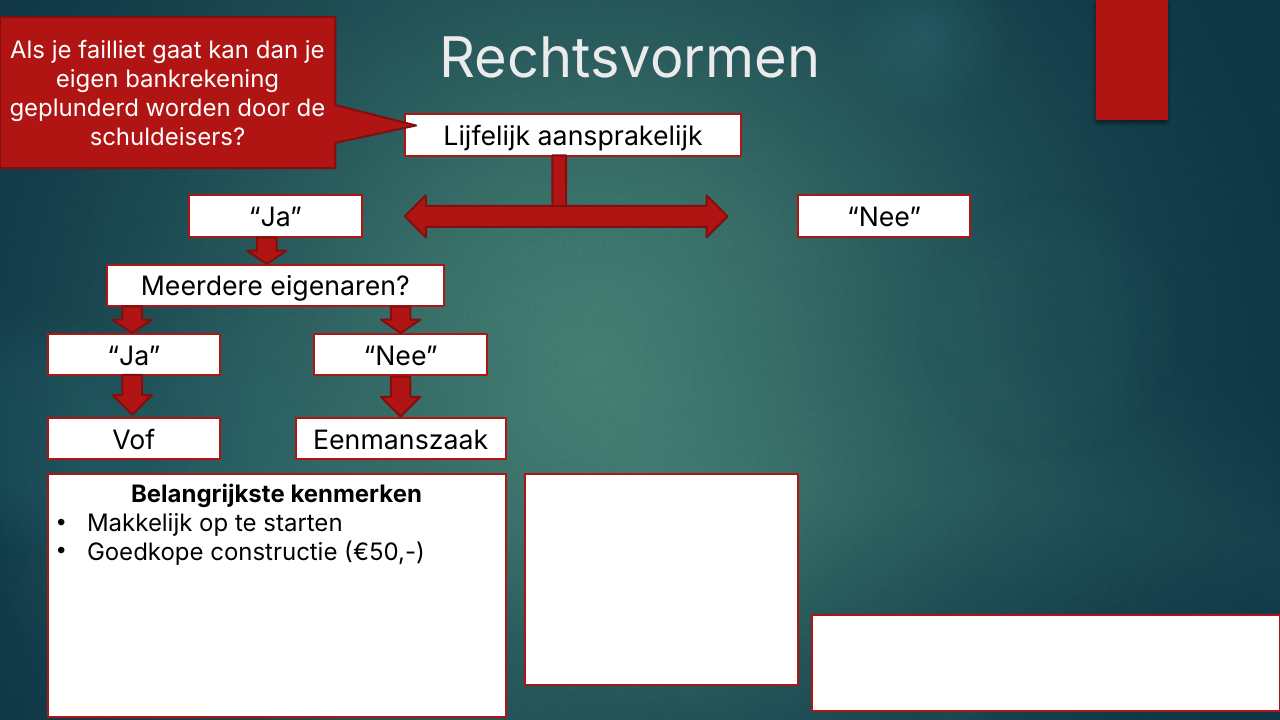 Als je failliet gaat kan dan je
eigen bankrekening
geplunderd worden door de
schuldeisers?
Rechtsvormen
Lijfelijk aansprakelijk
“Ja”
“Nee”
Meerdere eigenaren?
“Ja”
“Nee”
Vof
Eenmanszaak
Belangrijkste kenmerken
• Makkelijk op te starten
• Goedkope constructie (€50,-)